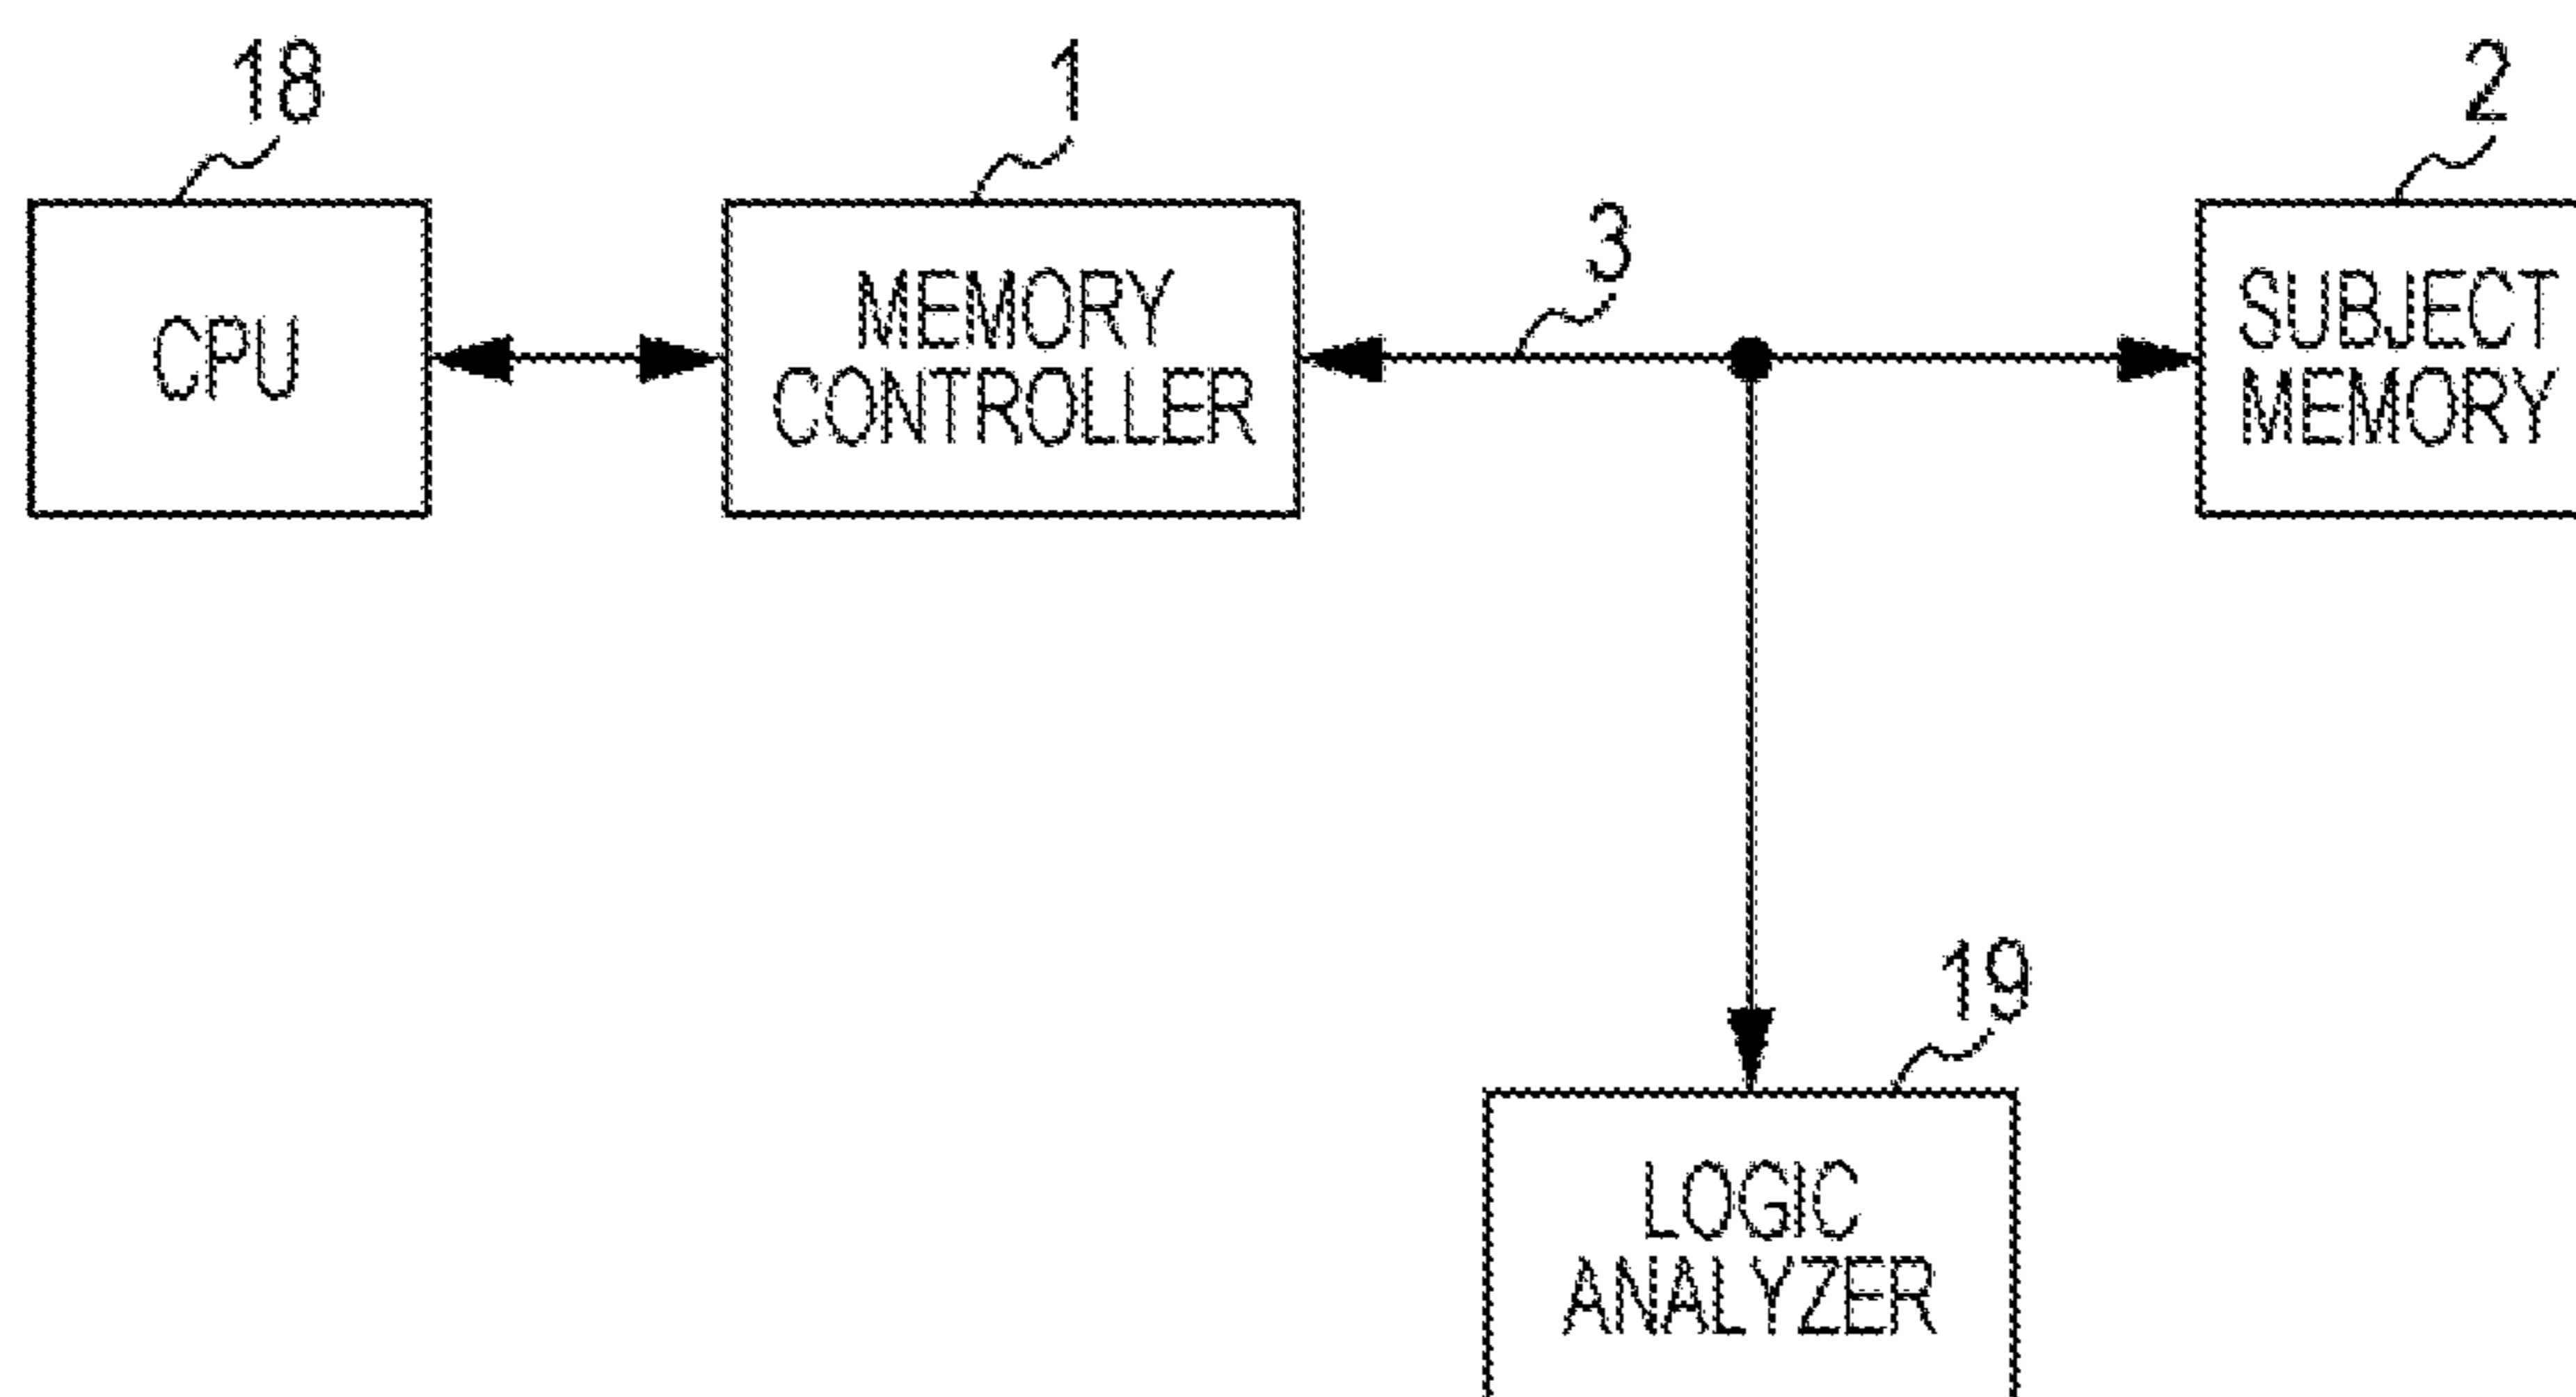 18
1
2
3
CPU
MEMORY
CONTROLLER
SUBJECT
MEMORY
19
LOGIC
ANALYZER